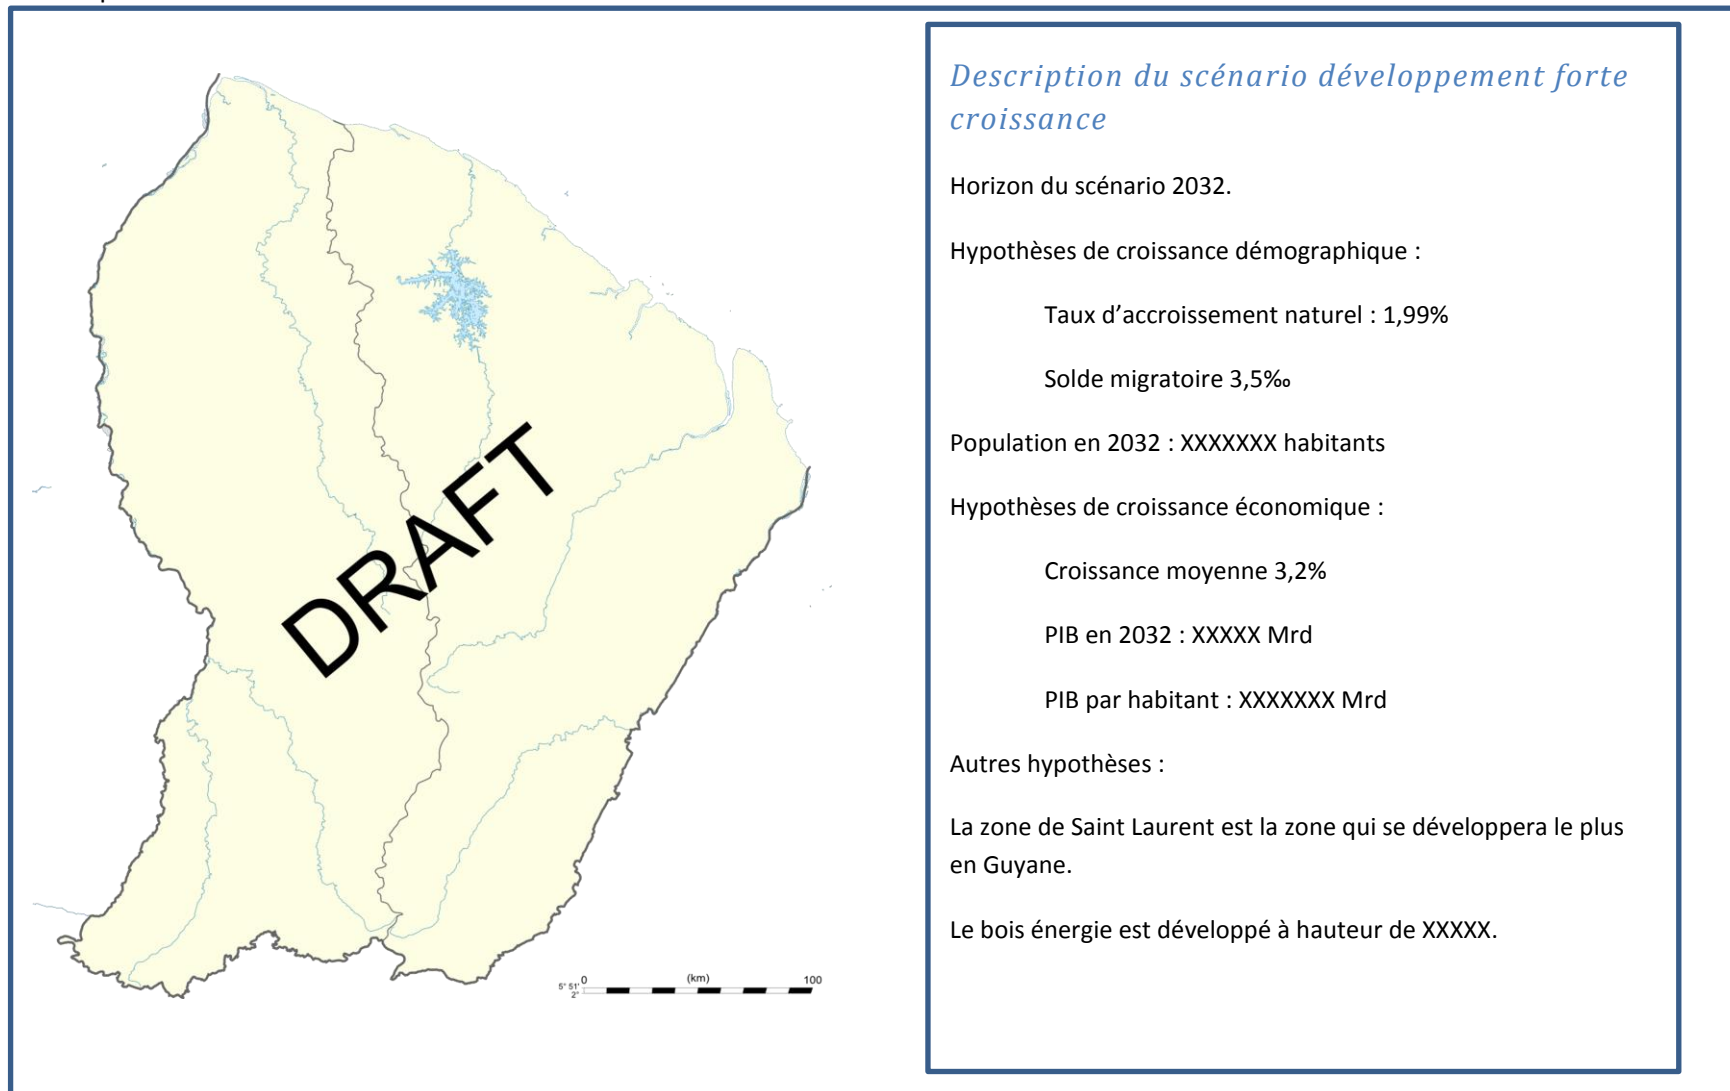 DRAFT
5° 51'
2°
0
(km)
100
Description du scénario développement forte
croissance
Horizon du scénario 2032.
Hypothèses de croissance démographique :
Taux d’accroissement naturel : 1,99%
Solde migratoire 3,5‰
Population en 2032 : XXXXXXX habitants
Hypothèses de croissance économique :
Croissance moyenne 3,2%
PIB en 2032 : XXXXX Mrd
PIB par habitant : XXXXXXX Mrd
Autres hypothèses :
La zone de Saint Laurent est la zone qui se développera le plus
en Guyane.
Le bois énergie est développé à hauteur de XXXXX.